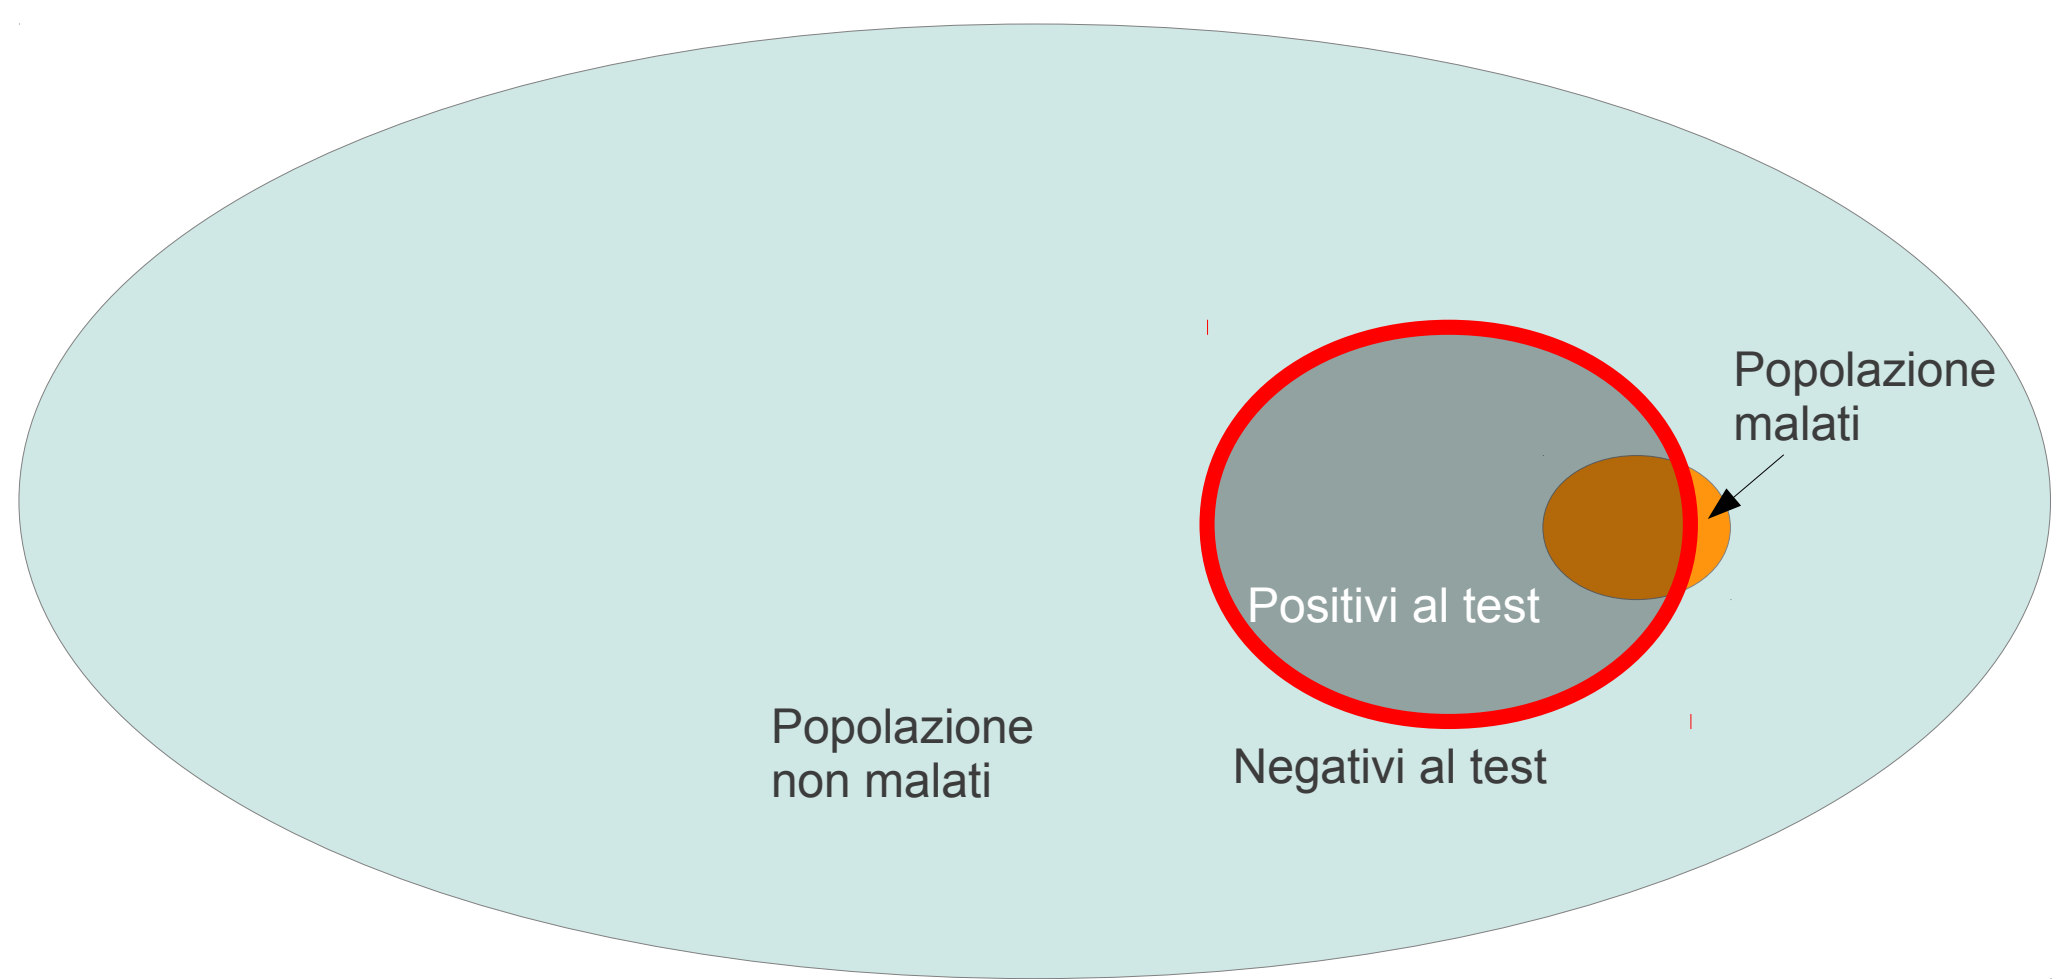 Popolazione
malati
Positivi al test
Popolazione
non malati
Negativi al test